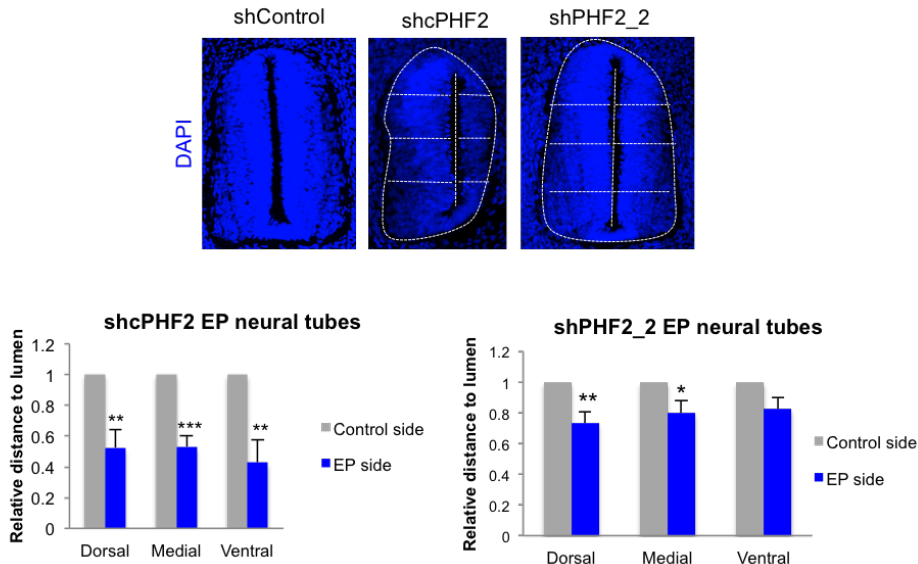 shControl
shcPHF2
shPHF2_2
DAPI
shcPHF2 EP neural tubes
Relative distance to lumen
1.2
1
0.8
0.6
0.4
0.2
0
**
***
**
Dorsal
Medial
Ventral
Control side
EP side
shPHF2_2 EP neural tubes
Relative distance to lumen
1.2
1
0.8
0.6
0.4
0.2
0
**
*
Dorsal
Medial
Ventral
Control side
EP side